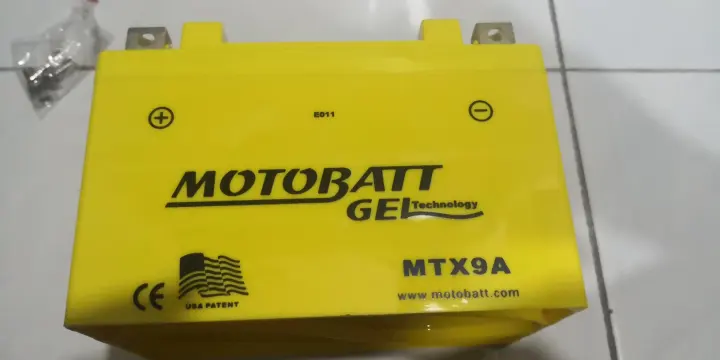 E011
MOTOBATT
GEL Technology
MTX9A
www.motobatt.com
CE
USA PATENT